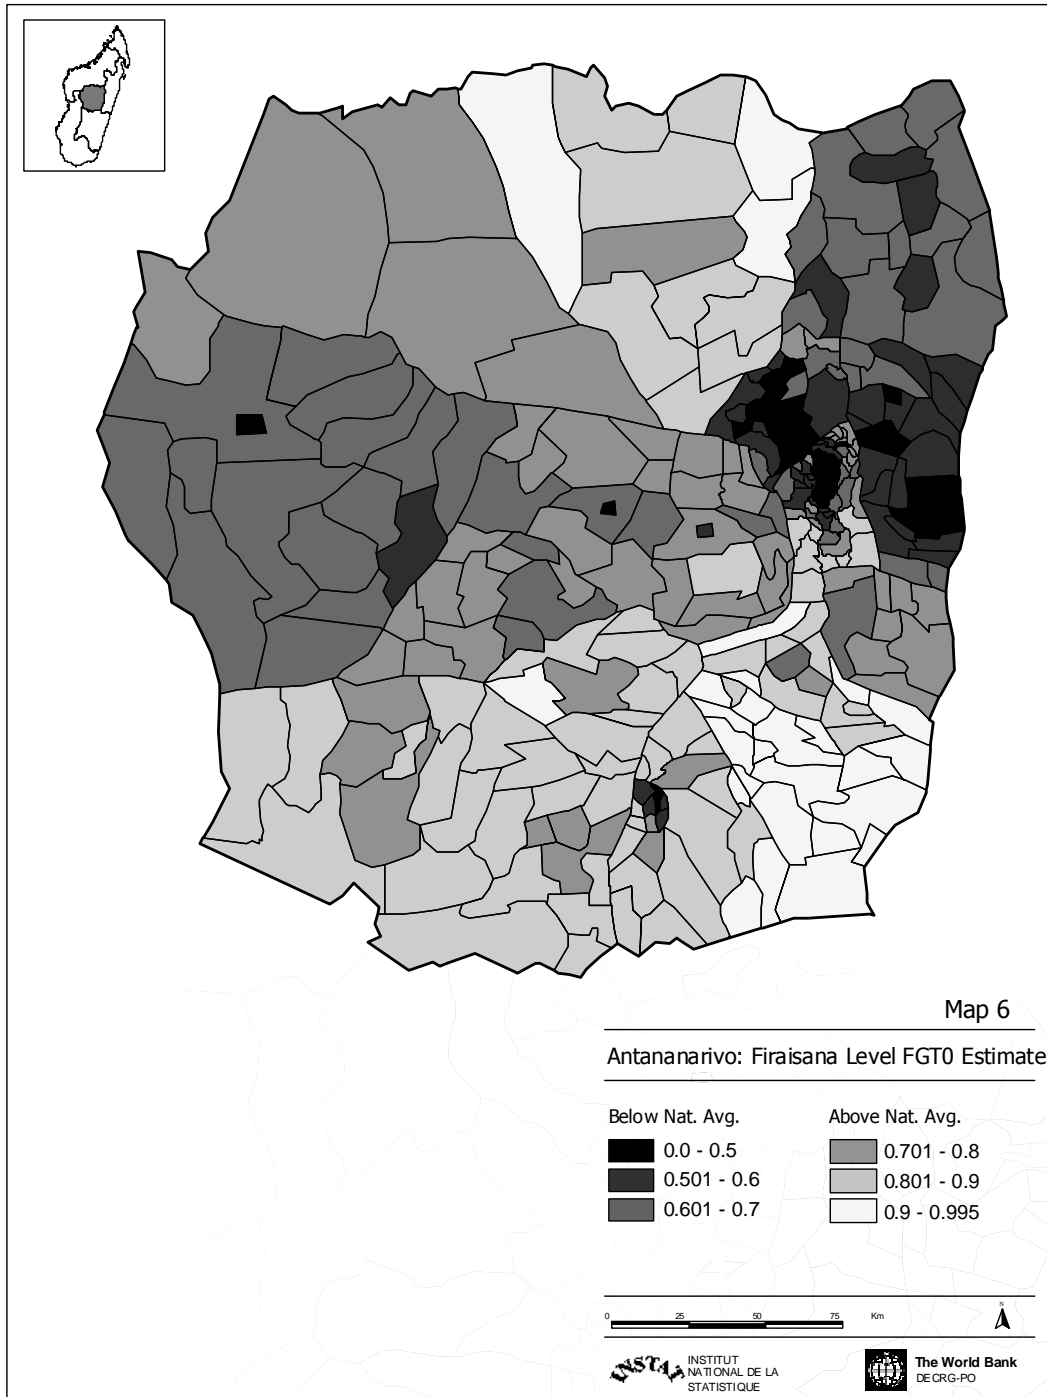 Map 6
Antananarivo: Firaisana Level FGT0 Estimate
Below Nat. Avg.
0.0 - 0.5
0.501 - 0.6
0.601 - 0.7
Above Nat. Avg.
0.701 - 0.8
0.801 - 0.9
0.9 - 0.995
0 25 50 75 Km
N
INSTAT
INSTITUT
NATIONAL DE LA
STATISTIQUE
The World Bank
DECRG-PO